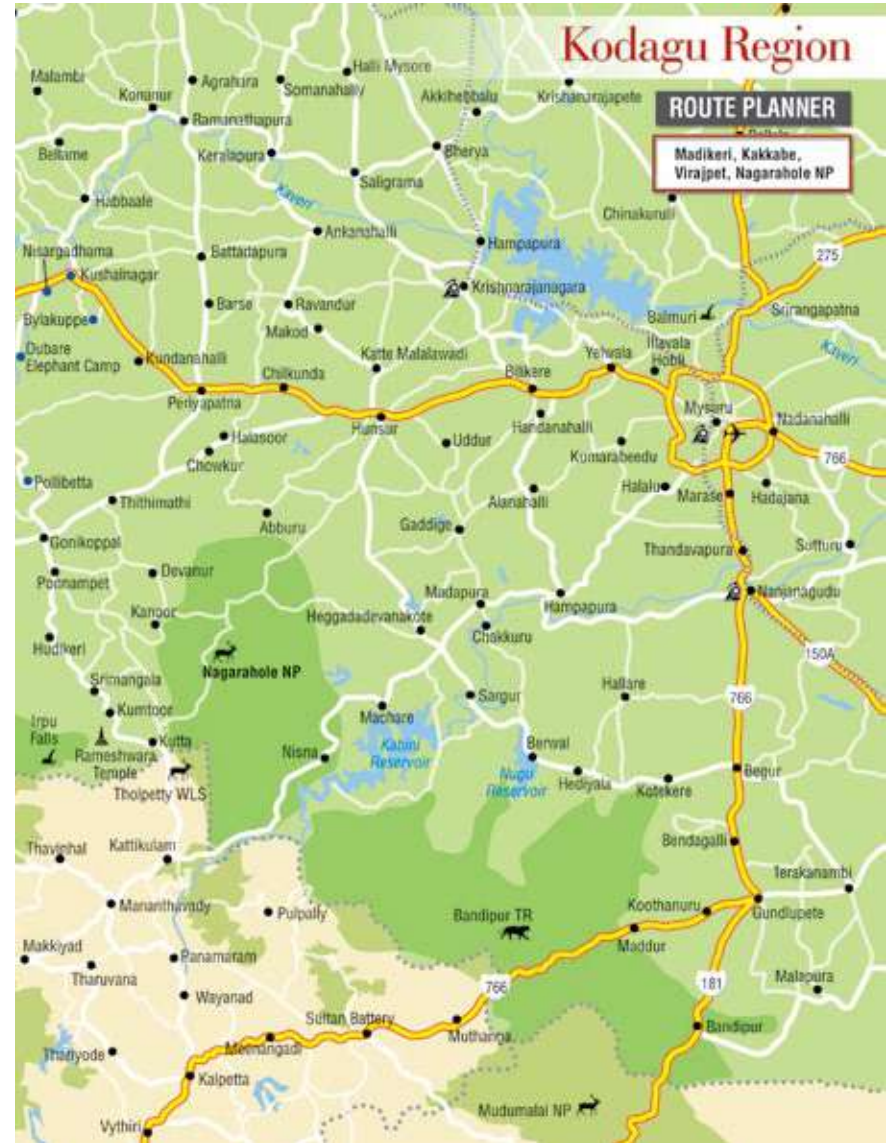 Kodagu Region
ROUTE PLANNER
Madikeri, Kakkabe,
Virajpet, Nagarahole NP
Malambi
Konanur
Agrahara
Somanahally
Halli Mysore
Akkihebbalu
Krishanarajapete
Ramanathapura
Bellame
Keralapura
Bherya
Saligrama
Habbaale
Kaveri
Chinakuruli
Ankanahalli
Hampapura
Nisargadhama
Battadapura
275
Kushalnagar
Krishnarajanagara
Bylakuppe
Barse
Ravandur
Balmuri
Srirangapatna
Makod
Dubare
Elephant Camp
Kundanahalli
Katte Malalawadi
Yelwala
Ilavala
Hobli
Kaveri
Chilkunda
Bilikere
Periyapatna
Hunsur
Handanahalli
Mysuru
Nadanahalli
Halasoor
Uddur
Kumarabeedu
Chowkur
766
Pollibetta
Thithimathi
Alanahalli
Halalu
Marase
Hadajana
Abburu
Gaddige
Gonikoppal
Thandavapura
Sutturu
Ponnampet
Devanur
Madapura
Hampapura
Nanjanagudu
Kanoor
Heggadadevanakote
Chakkuru
Hudikeri
150A
Nagarahole NP
Srimangala
Sargur
Hallare
766
Kumtoor
Machare
Irpu
Falls
Rameshwara
Temple
Kutta
Nisna
Kabini
Reservoir
Berwal
Begur
Tholpetty WLS
Nugu
Reservoir
Hediyala
Kotekere
Thavinhal
Kattikulam
Bendagalli
Terakanambi
Mananthavady
Pulpally
Bandipur TR
Koothanuru
Gundlupete
Makkiyad
Panamaram
Maddur
Tharuvana
766
181
Malapura
Wayanad
Sultan Battery
Muthanga
Bandipur
Thariyode
Meenangadi
Kalpetta
Mudumalai NP
Vythiri